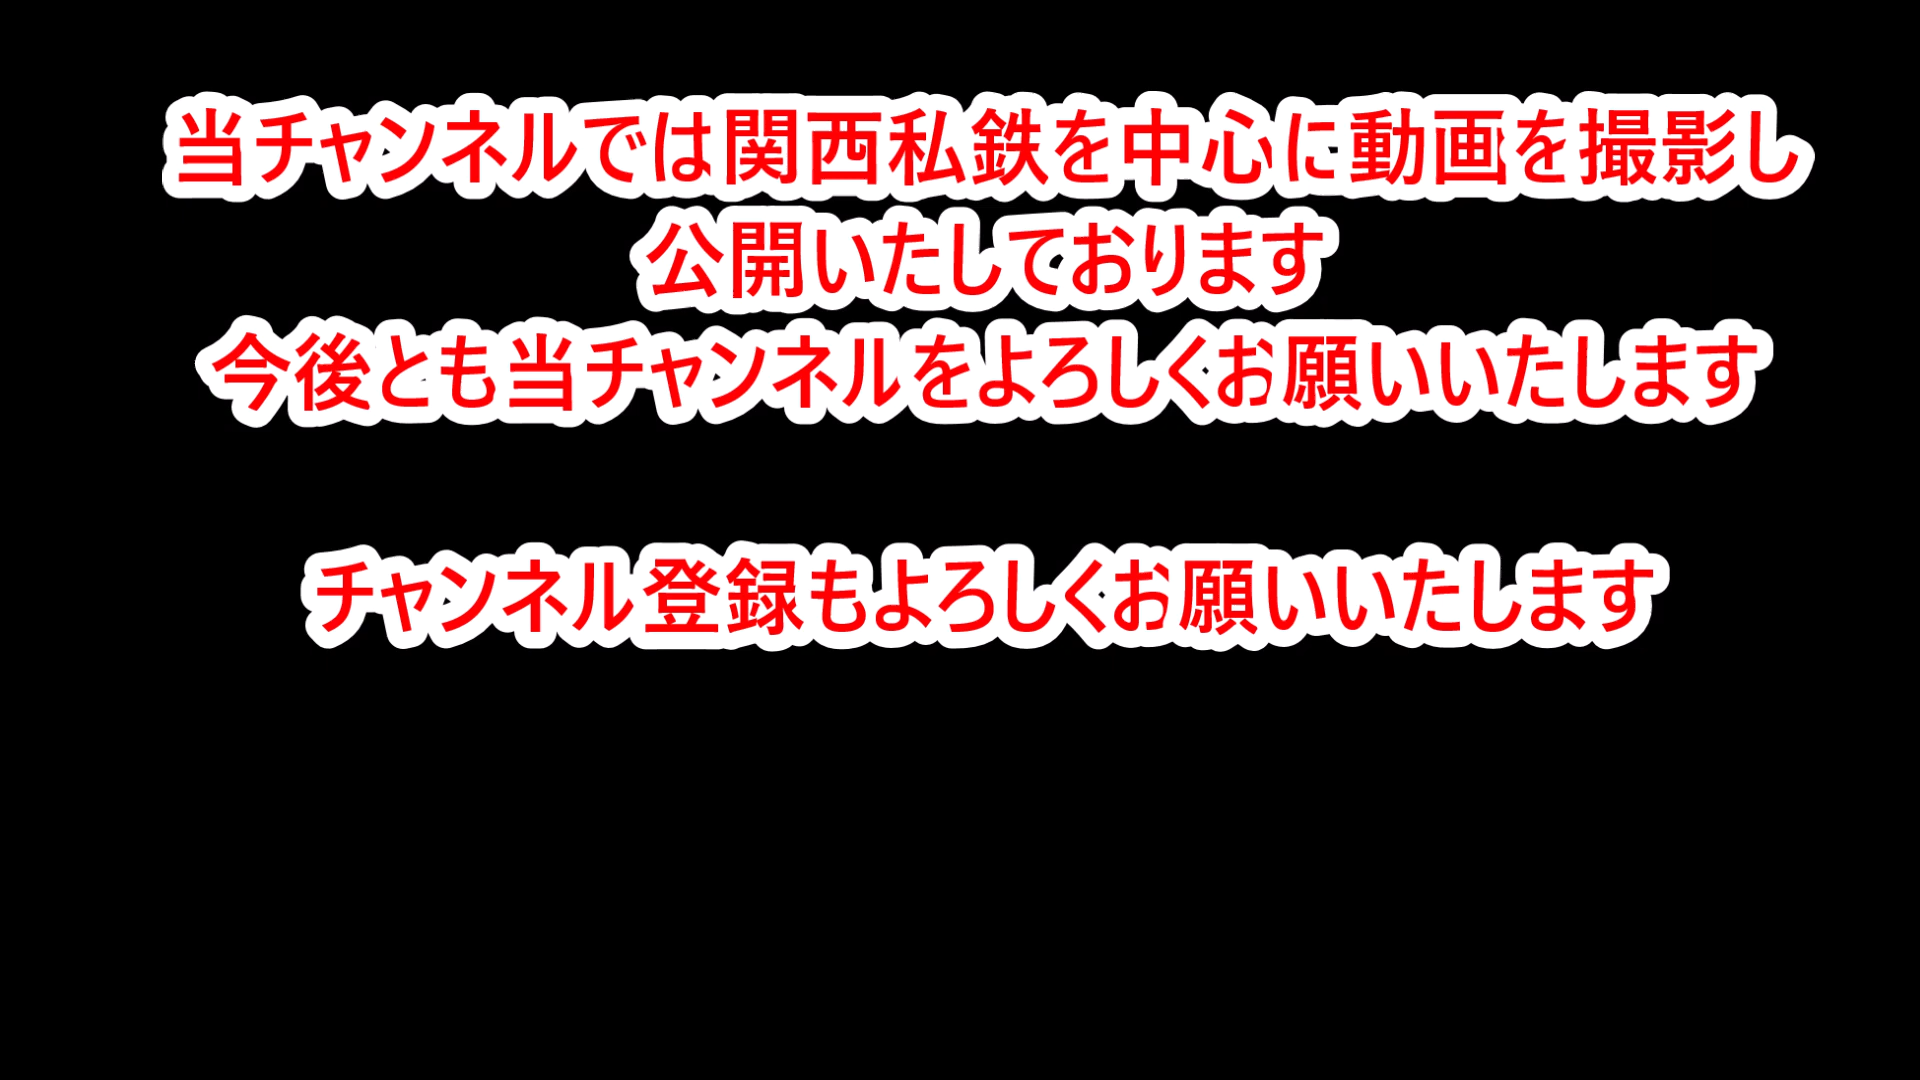 当チャンネルでは関西私鉄を中心に動画を撮影し
公開いたしております
今後とも当チャンネルをよろしくお願いいたします
チャンネル登録もよろしくお願いいたします